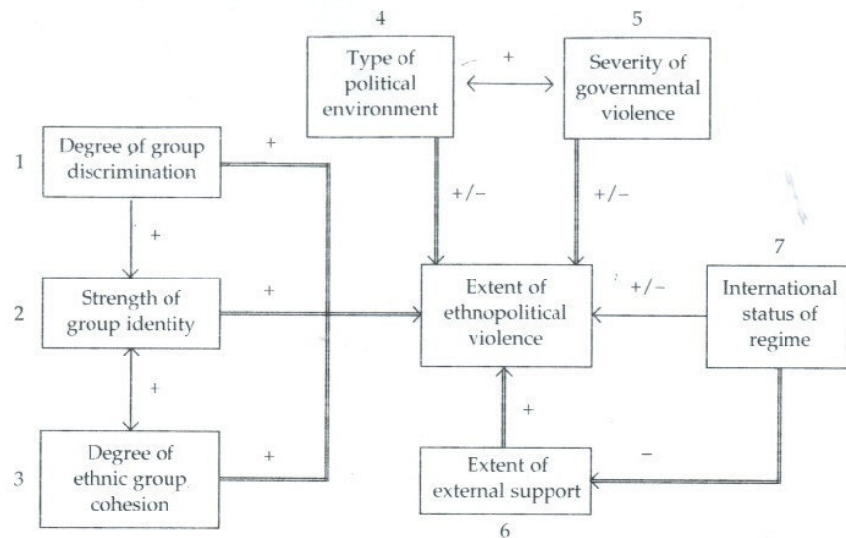 4
5
Type of
political
environment
+
Severity of
governmental
violence
1
Degree of group
discrimination
+
+/−
+/−
7
+
2
Strength of
group identity
+
Extent of
ethnopolitical
violence
+/−
International
status of
regime
+
+
3
Degree of
ethnic group
cohesion
+
Extent of
external support
−
6